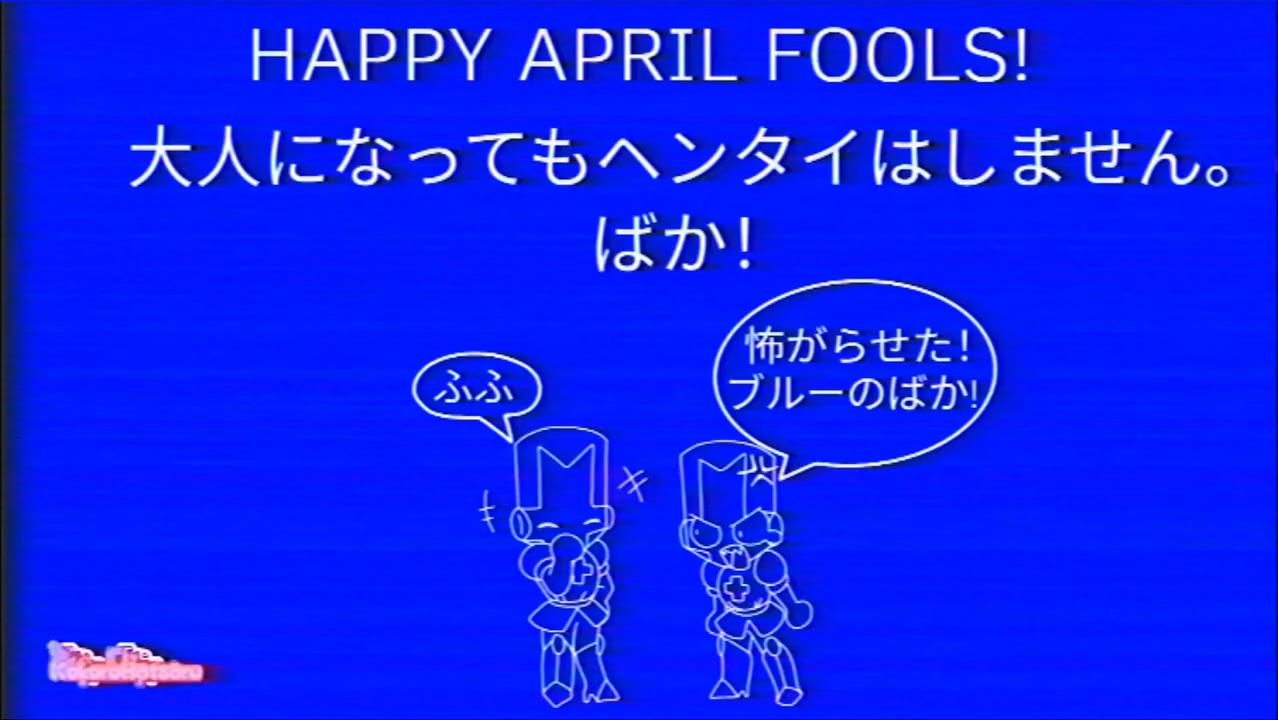 HAPPY APRIL FOOLS!
大人になってもヘンタイはしません。
ばか!
ふふ
怖がらせた!
ブルーのばか!